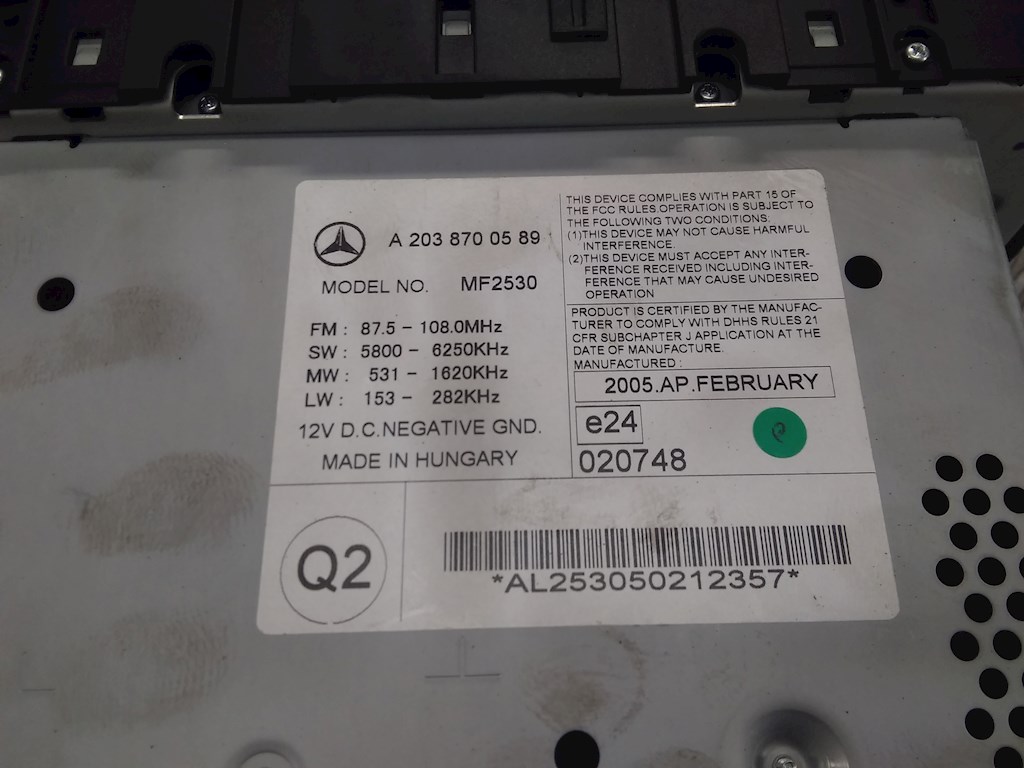 A 203 870 05 89
MODEL NO. MF2530
FM : 87.5 - 108.0MHz
SW : 5800 - 6250KHz
MW : 531 - 1620KHz
LW : 153 - 282KHz
12V D.C.NEGATIVE GND.
MADE IN HUNGARY
THIS DEVICE COMPLIES WITH PART 15 OF
THE FCC RULES.OPERATION IS SUBJECT TO
THE FOLLOWING TWO CONDITIONS:
(1)THIS DEVICE MAY NOT CAUSE HARMFUL
INTERFERENCE.
(2)THIS DEVICE MUST ACCEPT ANY INTER-
FERENCE RECEIVED INCLUDING INTER-
FERENCE THAT MAY CAUSE UNDESIRED
OPERATION
PRODUCT IS CERTIFIED BY THE MANUFAC-
TURER TO COMPLY WITH DHHS RULES 21
CFR SUBCHAPTER J APPLICATION AT THE
DATE OF MANUFACTURE.
MANUFACTURED :
2005.AP.FEBRUARY
e24
020748
Q2
*AL253050212357*